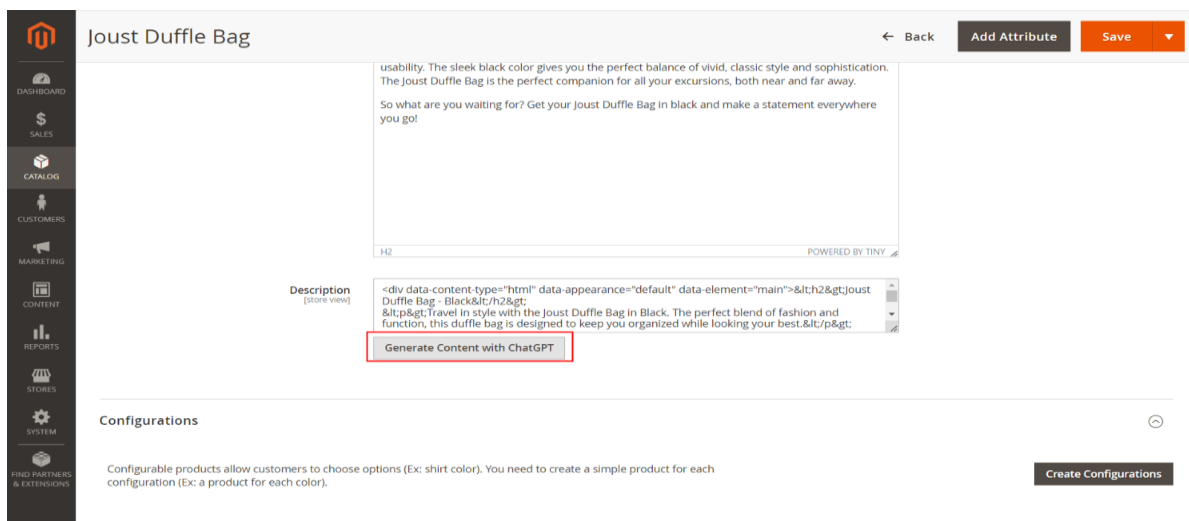 Joust Duffle Bag
← Back
Add Attribute
Save
DASHBOARD
$
SALES
CATALOG
CUSTOMERS
MARKETING
CONTENT
REPORTS
STORES
SYSTEM
FIND PARTNERS
& EXTENSIONS
usability. The sleek black color gives you the perfect balance of vivid, classic style and sophistication.
The Joust Duffle Bag is the perfect companion for all your excursions, both near and far away.
So what are you waiting for? Get your Joust Duffle Bag in black and make a statement everywhere
you go!
H2
POWERED BY TINY
Description
[store view]
<div data-content-type="html" data-appearance="default" data-element="main">&lt;h2&gt;Joust
Duffle Bag - Black&lt;/h2&gt;
&lt;p&gt;Travel in style with the Joust Duffle Bag in Black. The perfect blend of fashion and
function, this duffle bag is designed to keep you organized while looking your best.&lt;/p&gt;
Generate Content with ChatGPT
Configurations
Configurable products allow customers to choose options (Ex: shirt color). You need to create a simple product for each
configuration (Ex: a product for each color).
Create Configurations